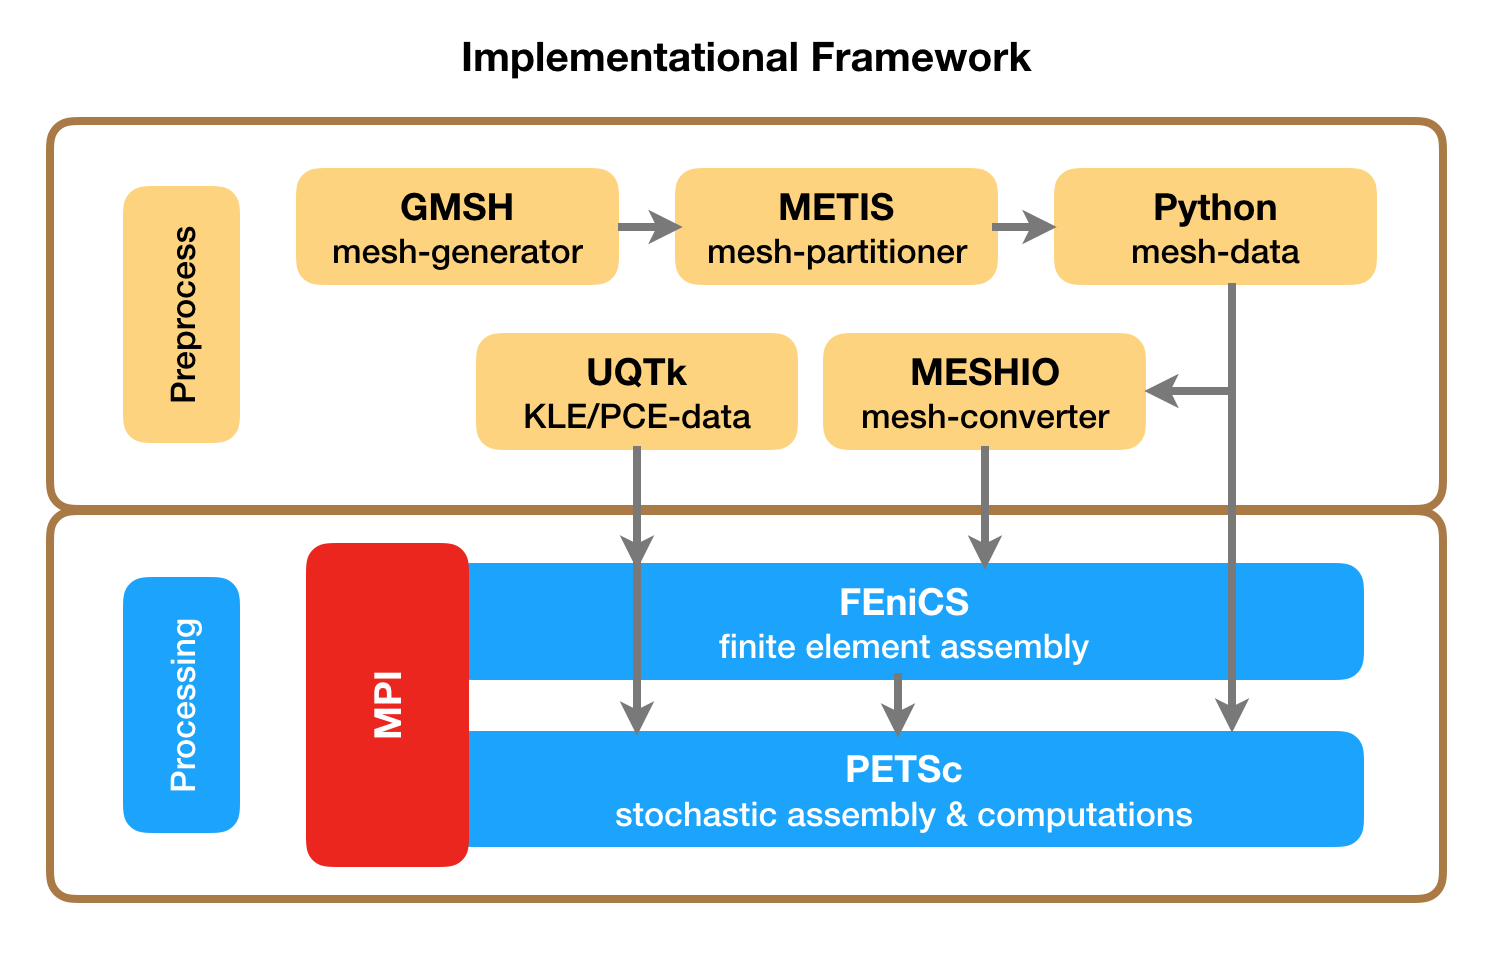 Implementational Framework
Preprocess
GMSH
mesh-generator
METIS
mesh-partitioner
Python
mesh-data
UQTk
KLE/PCE-data
MESHIO
mesh-converter
Processing
MPI
FEniCS
finite element assembly
PETSc
stochastic assembly & computations